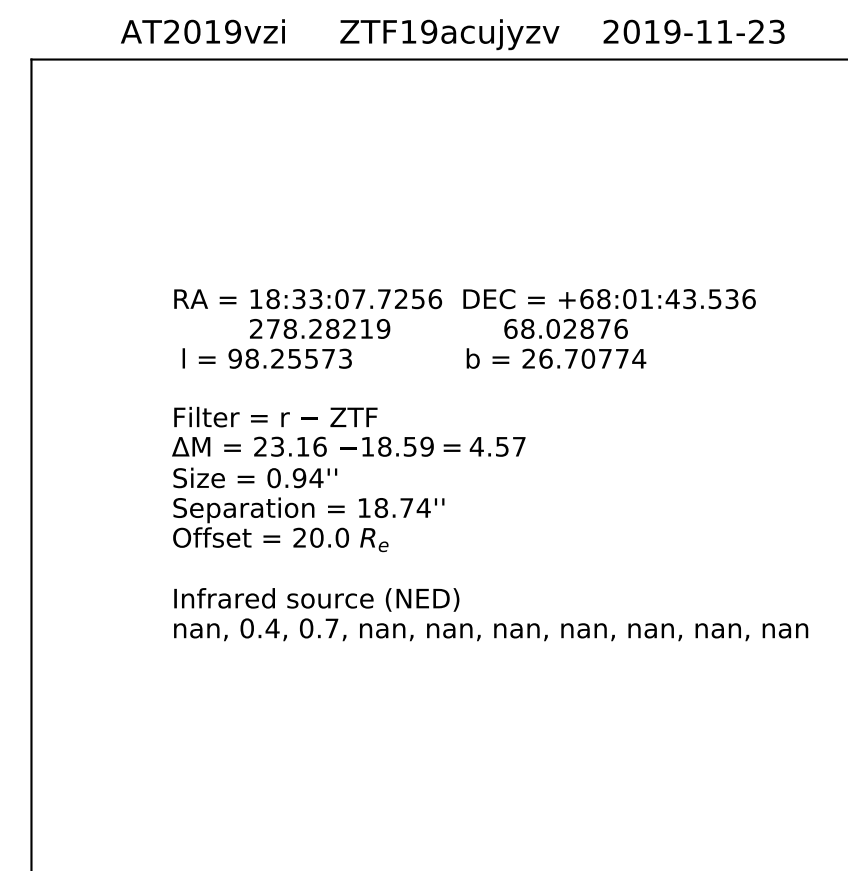 AT2019vzi ZTF19acujyzv 2019-11-23
RA = 18:33:07.7256 DEC = +68:01:43.536
278.28219 68.02876
l = 98.25573 b = 26.70774
Filter = r − ZTF
ΔM = 23.16 −18.59 = 4.57
Size = 0.94''
Separation = 18.74''
Offset = 20.0 Re
Infrared source (NED)
nan, 0.4, 0.7, nan, nan, nan, nan, nan, nan, nan